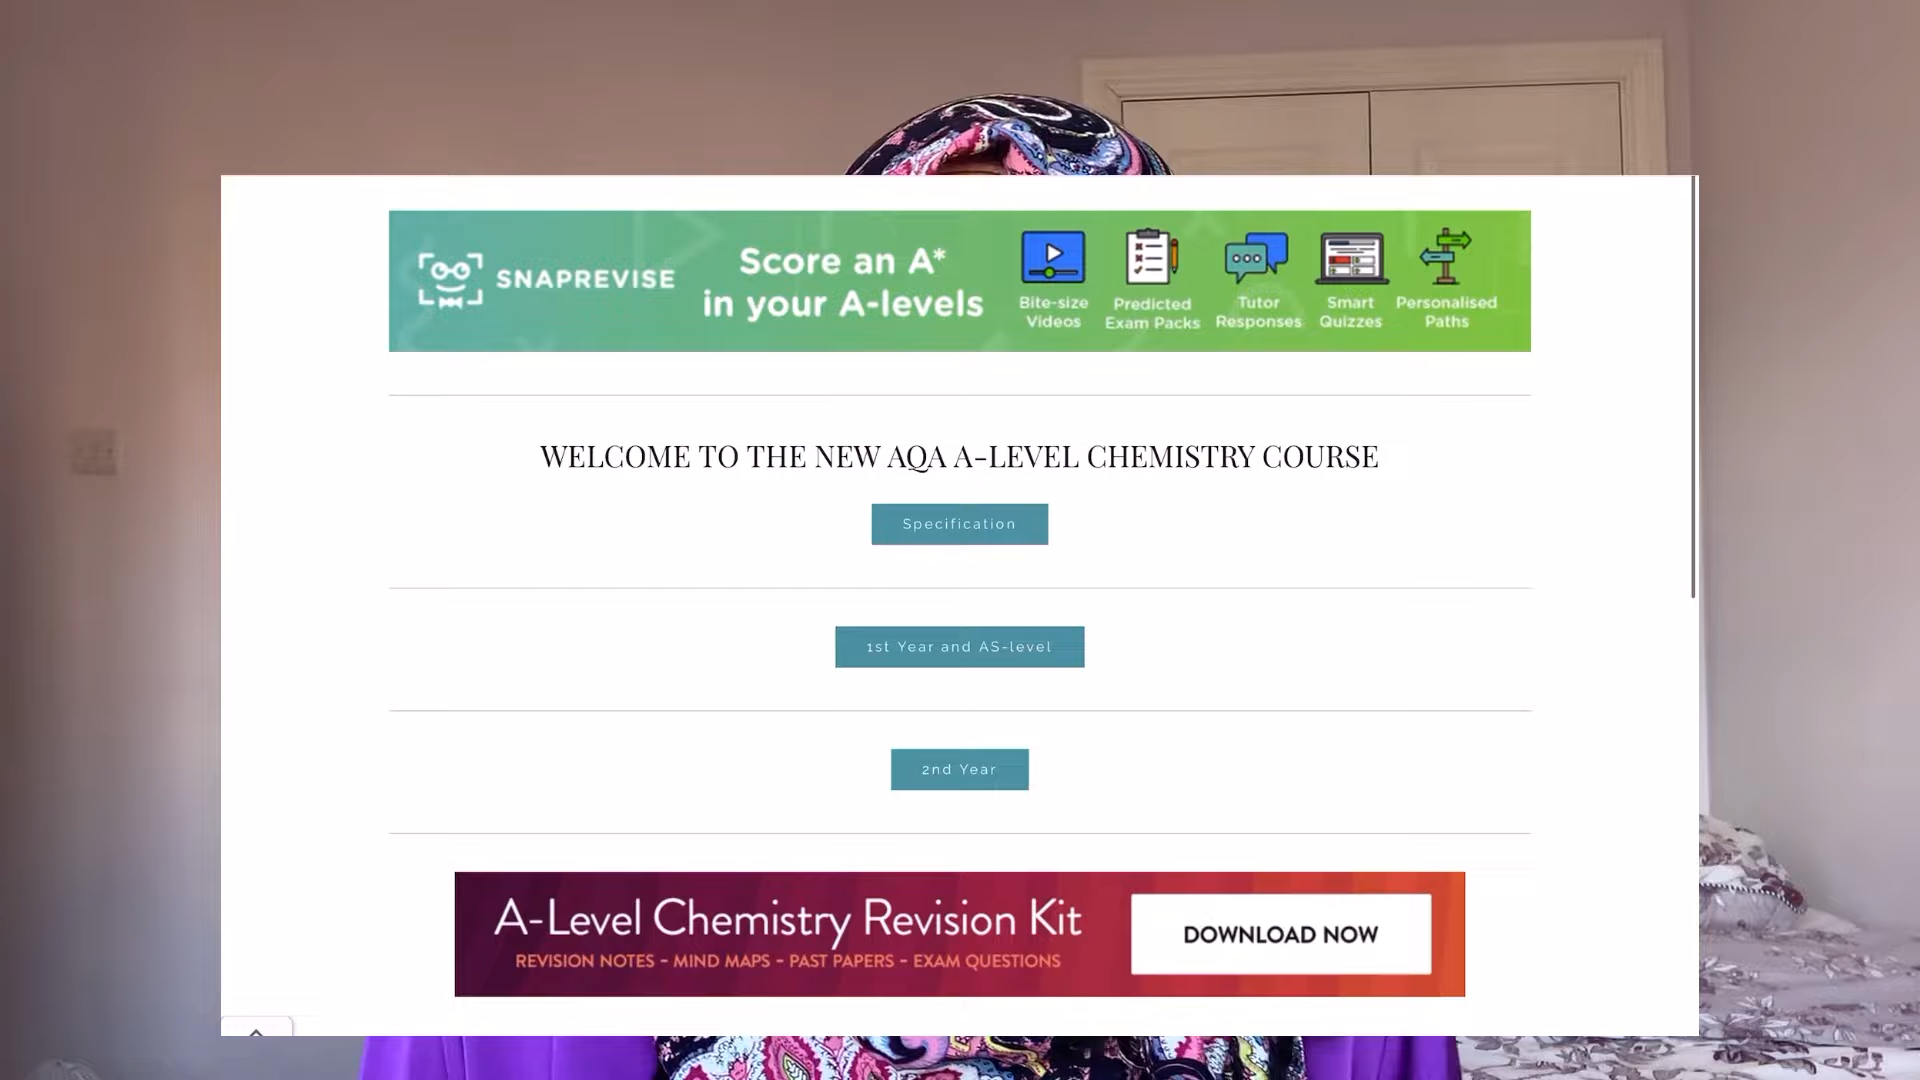 SNAPREVISE
Score an A*
in your A-levels
Bite-size
Videos
Predicted
Exam Packs
Tutor
Responses
Smart
Quizzes
Personalised
Paths
WELCOME TO THE NEW AQA A-LEVEL CHEMISTRY COURSE
Specification
1st Year and AS-level
2nd Year
A-Level Chemistry Revision Kit
REVISION NOTES - MIND MAPS - PAST PAPERS - EXAM QUESTIONS
DOWNLOAD NOW